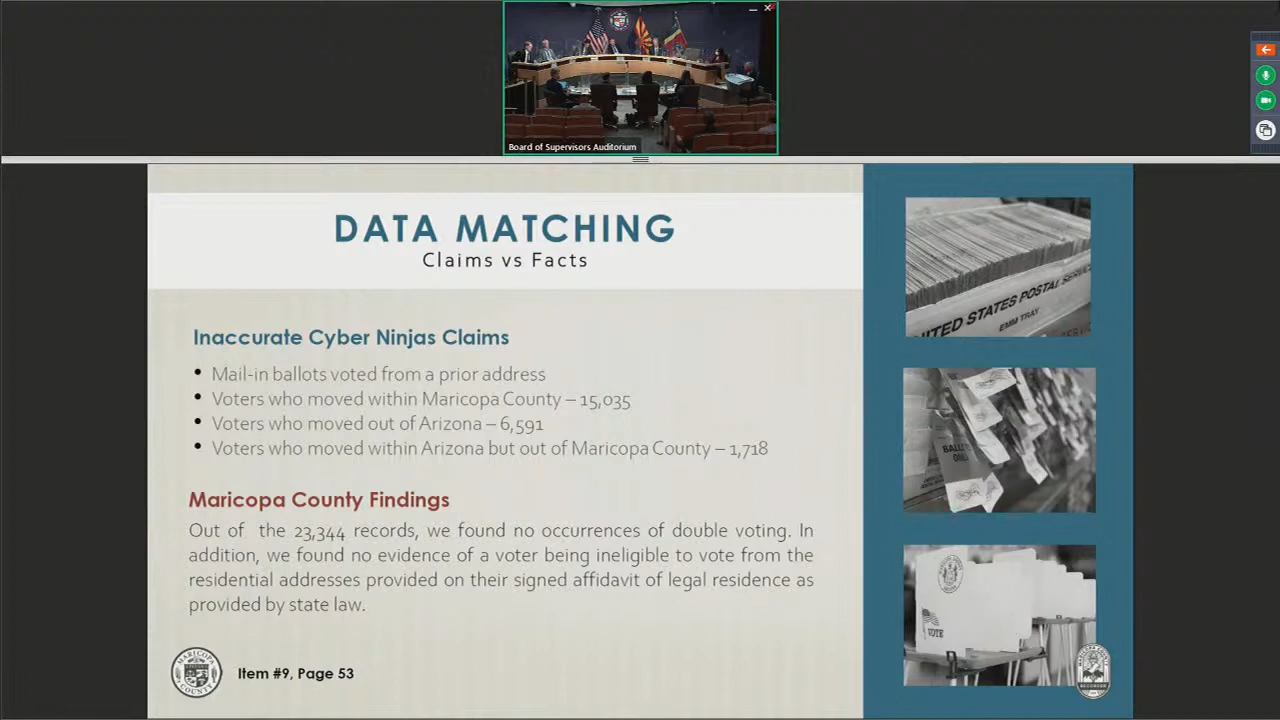 Board of Supervisors Auditorium
DATA MATCHING
Claims vs Facts
Inaccurate Cyber Ninjas Claims
• Mail-in ballots voted from a prior address
• Voters who moved within Maricopa County – 15,035
• Voters who moved out of Arizona – 6,591
• Voters who moved within Arizona but out of Maricopa County – 1,718
Maricopa County Findings
Out of the 23,344 records, we found no occurrences of double voting. In
addition, we found no evidence of a voter being ineligible to vote from the
residential addresses provided on their signed affidavit of legal residence as
provided by state law.
MARICOPA COUNTY
Item #9, Page 53
UNITED STATES POSTAL SERVICE
EMM TRAY
VOTE